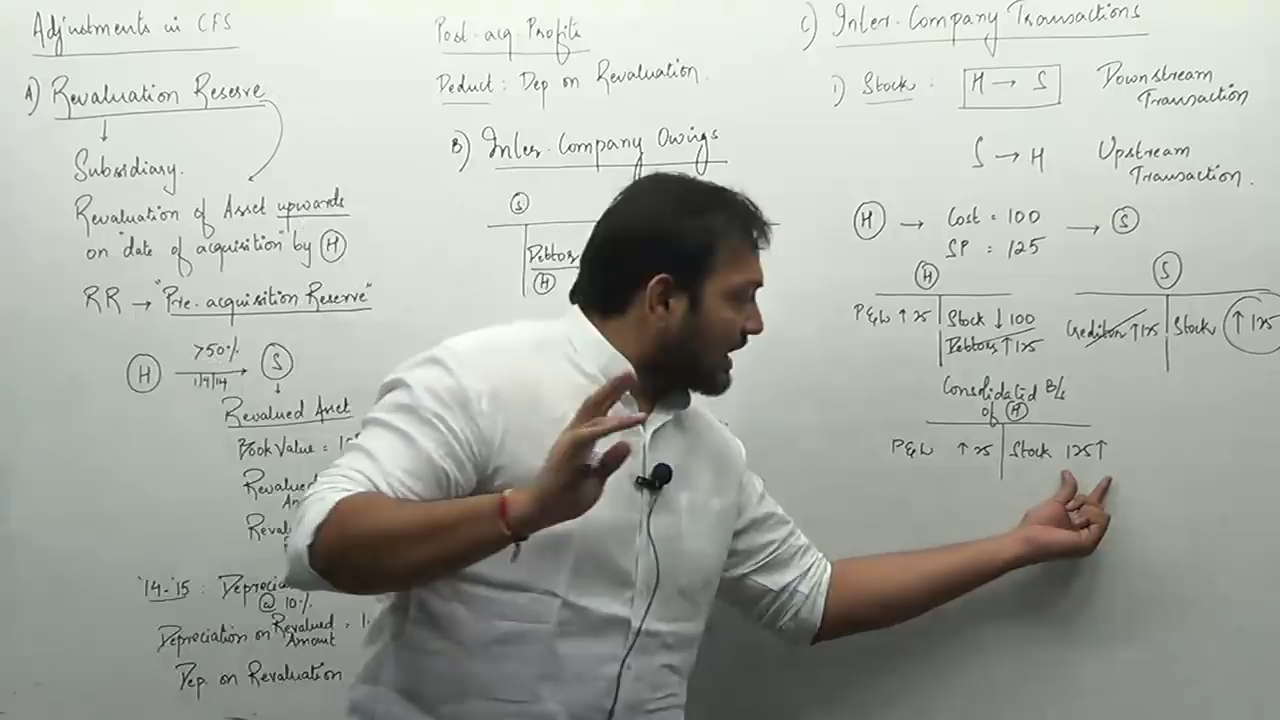 Adjustments in CFS
A) Revaluation Reserve
Subsidiary.
Revaluation of Asset upwards
on "date of acquisition" by H
RR → "Pre-acquisition Reserve"
H >50% 1/4/14 S
Revalued Asset
Book Value =
Revalued
Reval
'14-'15 : Deprecia
@ 10%
Depreciation on Revalued
Amount
Dep. on Revaluation
Post-acq. Profits
Deduct : Dep on Revaluation.
B) Inter-Company Owings
S
Debtors
H
C) Inter-Company Transactions
1) Stock : H → S Downstream
Transaction
S → H Upstream
Transaction.
H → Cost = 100 → S
SP = 125
H
P&L ↑ 25 Stock ↓ 100
Debtors ↑ 125
S
Creditors ↑ 125 Stock ↑ 125
Consolidated B/s
of H
P&L ↑ 25 Stock 125 ↑